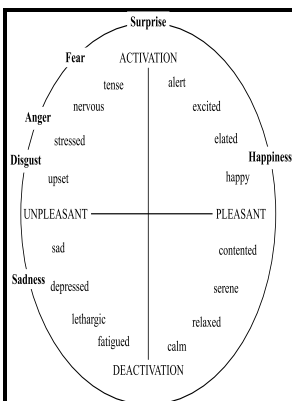 Surprise
Fear
ACTIVATION
tense
alert
nervous
excited
Anger
stressed
elated
Disgust
Happiness
upset
happy
UNPLEASANT
PLEASANT
sad
contented
Sadness
depressed
serene
lethargic
relaxed
fatigued
calm
DEACTIVATION